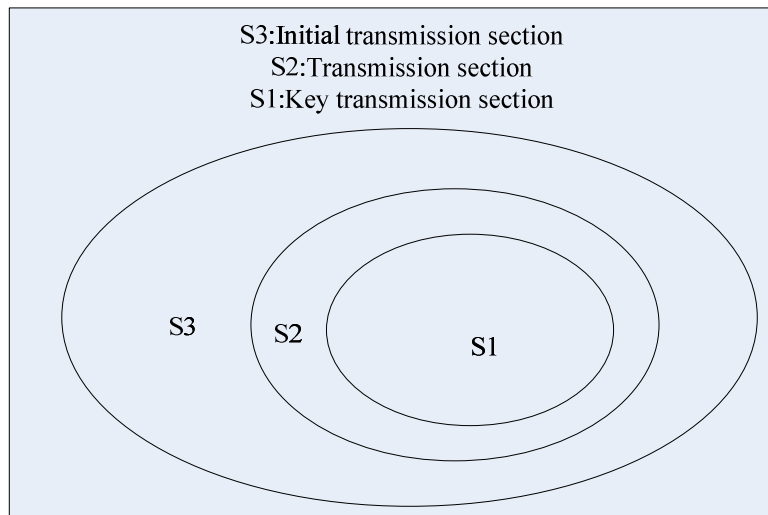 S3:Initial transmission section
S2:Transmission section
S1:Key transmission section
S3
S2
S1